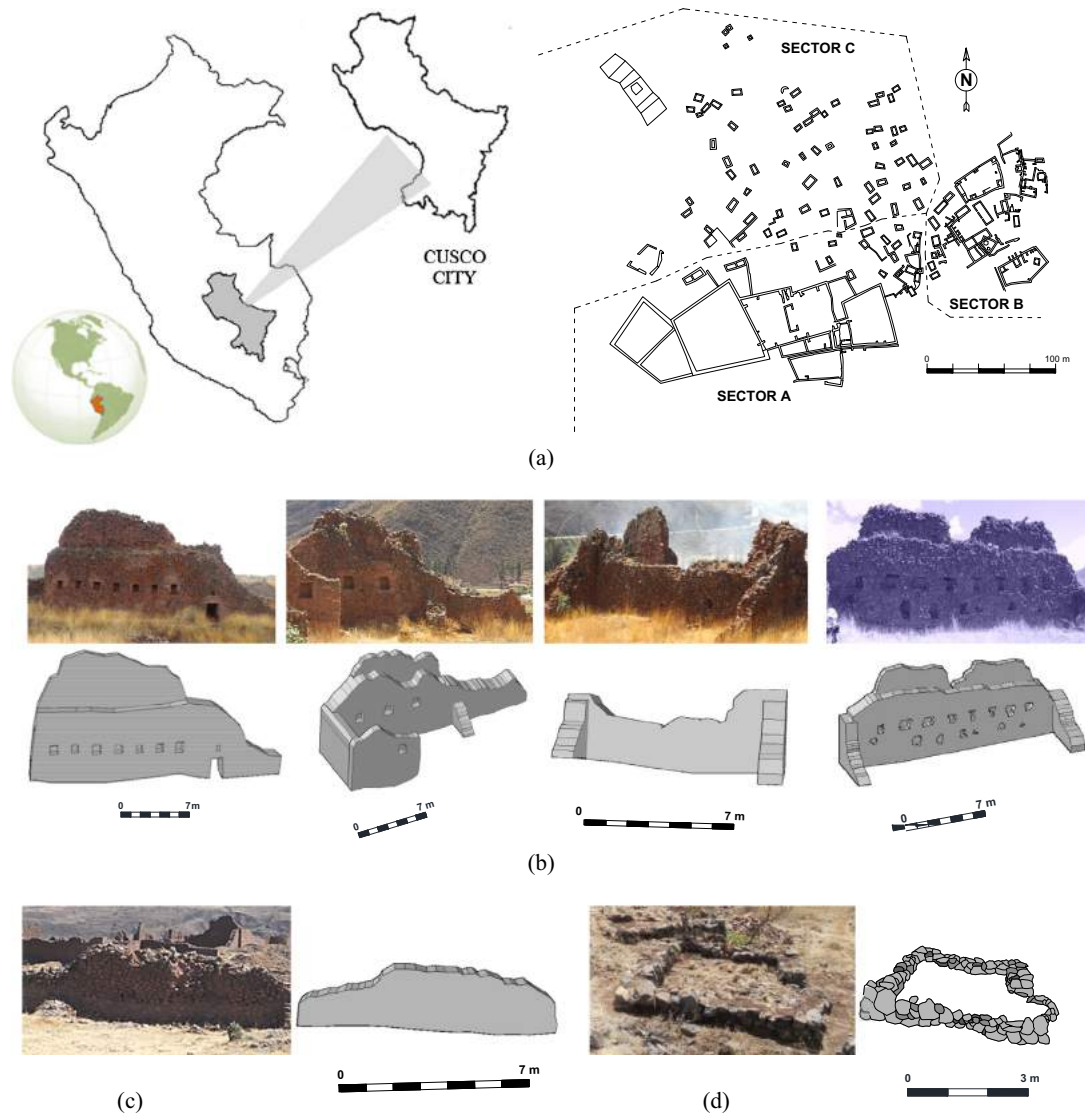 SECTOR C
N
CUSCO
CITY
SECTOR B
0 100 m
SECTOR A
(a)
0 7 m
0 7 m
0 7 m
0 7 m
(b)
0 7 m
0 3 m
(c)
(d)